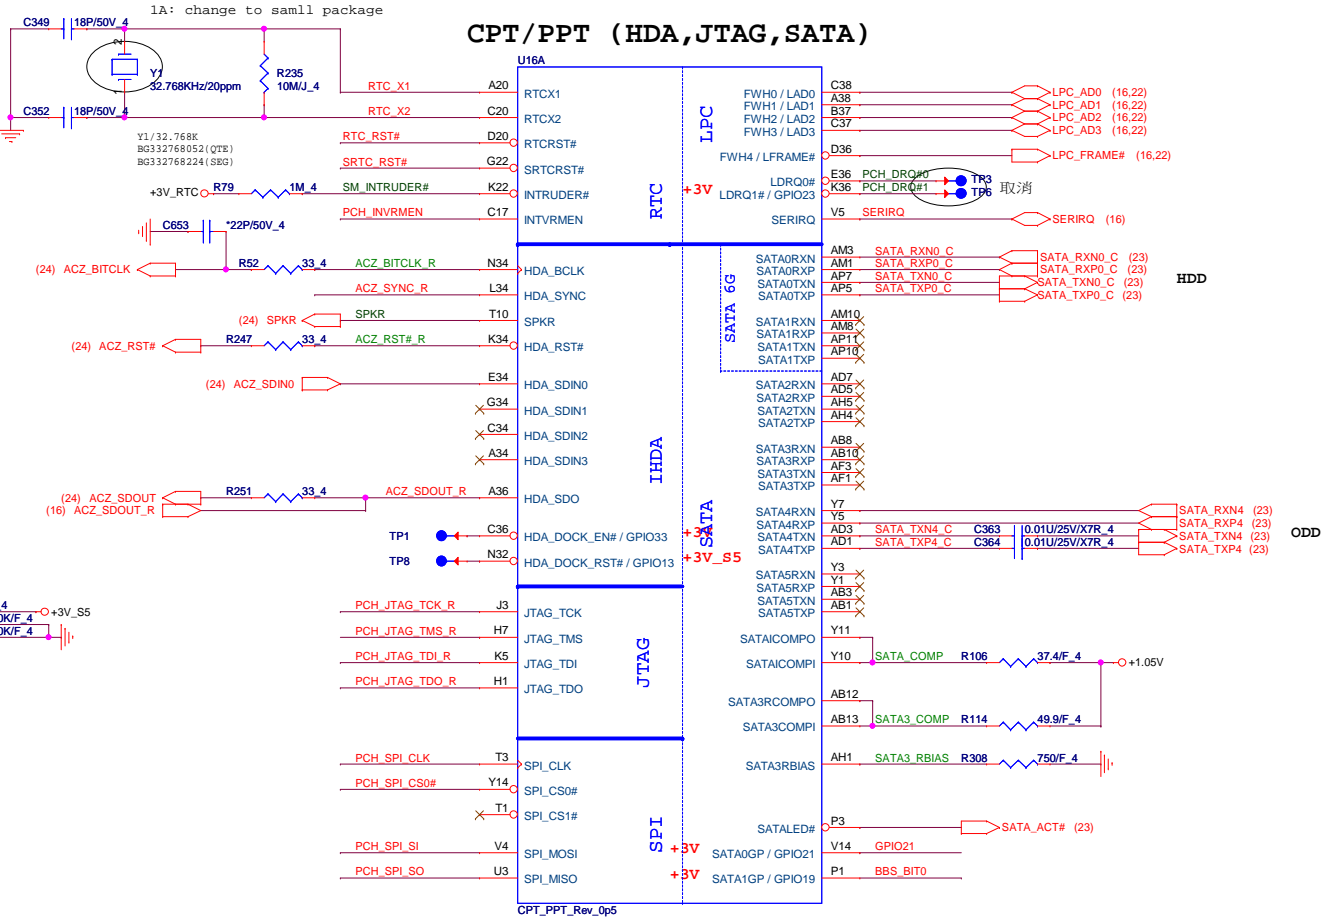 1A: change to samll package
CPT/PPT (HDA,JTAG,SATA)
C349 18P/50V_4
2
1
Y1
32.768KHz/20ppm
R235
10M/J_4
C352 18P/50V_4
Y1/32.768K
BG332768052(QTE)
BG332768224(SEG)
+3V_RTC R79 1M_4
C653 *22P/50V_4
U16A
RTC_X1 A20 RTCX1
RTC_X2 C20 RTCX2
RTC_RST# D20 RTCRST#
SRTC_RST# G22 SRTCRST#
SM_INTRUDER# K22 INTRUDER#
PCH_INVRMEN C17 INTVRMEN
RTC
LPC
+3V
C38 FWH0 / LAD0 LPC_AD0 (16,22)
A38 FWH1 / LAD1 LPC_AD1 (16,22)
B37 FWH2 / LAD2 LPC_AD2 (16,22)
C37 FWH3 / LAD3 LPC_AD3 (16,22)
FWH4 / LFRAME# D36 LPC_FRAME# (16,22)
LDRQ0# E36 PCH_DRQ#0 TP3
LDRQ1# / GPIO23 K36 PCH_DRQ#1 TP6
取消
SERIRQ V5 SERIRQ SERIRQ (16)
(24) ACZ_BITCLK R52 33_4 ACZ_BITCLK_R N34 HDA_BCLK
ACZ_SYNC_R L34 HDA_SYNC
(24) SPKR SPKR T10 SPKR
(24) ACZ_RST# R247 33_4 ACZ_RST#_R K34 HDA_RST#
(24) ACZ_SDIN0 E34 HDA_SDIN0
G34 HDA_SDIN1
C34 HDA_SDIN2
A34 HDA_SDIN3
(24) ACZ_SDOUT R251 33_4 ACZ_SDOUT_R A36 HDA_SDO
(16) ACZ_SDOUT_R
TP1 C36 HDA_DOCK_EN# / GPIO33 +3V
TP8 N32 HDA_DOCK_RST# / GPIO13 +3V_S5
IHDA
SATA
SATA 6G
SATA0RXN AM3 SATA_RXN0_C SATA_RXN0_C (23)
SATA0RXP AM1 SATA_RXP0_C SATA_RXP0_C (23)
SATA0TXN AP7 SATA_TXN0_C SATA_TXN0_C (23)
SATA0TXP AP5 SATA_TXP0_C SATA_TXP0_C (23)
HDD
SATA1RXN AM10
SATA1RXP AM8
SATA1TXN AP11
SATA1TXP AP10
SATA2RXN AD7
SATA2RXP AD5
SATA2TXN AH5
SATA2TXP AH4
SATA3RXN AB8
SATA3RXP AB10
SATA3TXN AF3
SATA3TXP AF1
SATA4RXN Y7 SATA_RXN4 (23)
SATA4RXP Y5 SATA_RXP4 (23)
SATA4TXN AD3 SATA_TXN4_C C363 0.01U/25V/X7R_4 SATA_TXN4 (23)
SATA4TXP AD1 SATA_TXP4_C C364 0.01U/25V/X7R_4 SATA_TXP4 (23)
ODD
SATA5RXN Y3
SATA5RXP Y1
SATA5TXN AB3
SATA5TXP AB1
_4
+3V_S5
0K/F_4
0K/F_4
PCH_JTAG_TCK_R J3 JTAG_TCK
PCH_JTAG_TMS_R H7 JTAG_TMS
PCH_JTAG_TDI_R K5 JTAG_TDI
PCH_JTAG_TDO_R H1 JTAG_TDO
JTAG
SATAICOMPO Y11
SATAICOMPI Y10 SATA_COMP R106 37.4/F_4 +1.05V
SATA3RCOMPO AB12
SATA3COMPI AB13 SATA3_COMP R114 49.9/F_4
SATA3RBIAS AH1 SATA3_RBIAS R308 750/F_4
PCH_SPI_CLK T3 SPI_CLK
PCH_SPI_CS0# Y14 SPI_CS0#
T1 SPI_CS1#
PCH_SPI_SI V4 SPI_MOSI
PCH_SPI_SO U3 SPI_MISO
SPI
SATALED# P3 SATA_ACT# (23)
+3V SATA0GP / GPIO21 V14 GPIO21
+3V SATA1GP / GPIO19 P1 BBS_BIT0
CPT_PPT_Rev_0p5